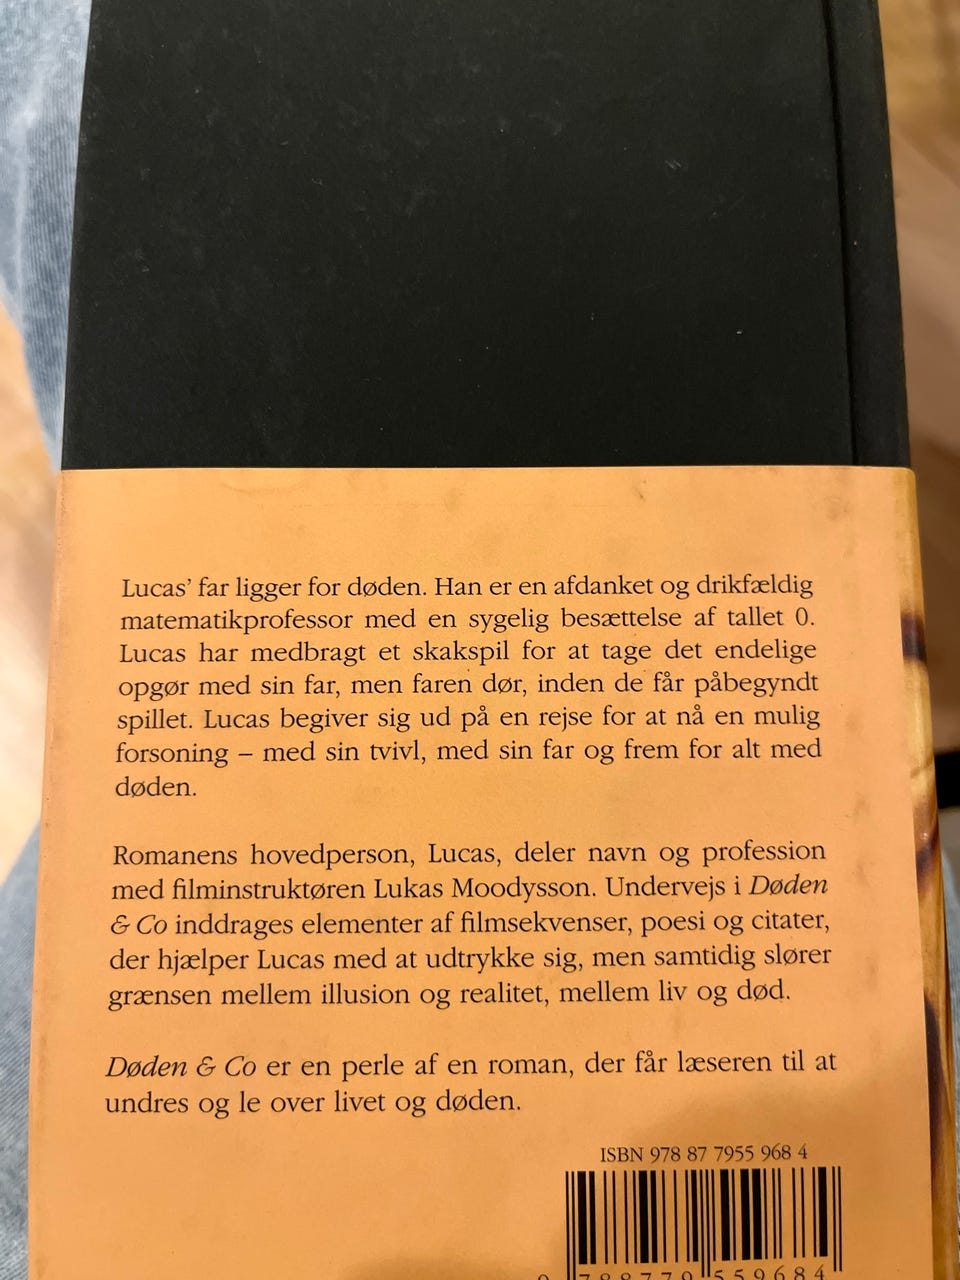 Lucas’ far ligger for døden. Han er en afdanket og drikfældig
matematikprofessor med en sygelig besættelse af tallet 0.
Lucas har medbragt et skakspil for at tage det endelige
opgør med sin far, men faren dør, inden de får påbegyndt
spillet. Lucas begiver sig ud på en rejse for at nå en mulig
forsoning – med sin tvivl, med sin far og frem for alt med
døden.
Romanens hovedperson, Lucas, deler navn og profession
med filminstruktøren Lukas Moodysson. Undervejs i Døden
& Co inddrages elementer af filmsekvenser, poesi og citater,
der hjælper Lucas med at udtrykke sig, men samtidig slører
grænsen mellem illusion og realitet, mellem liv og død.
Døden & Co er en perle af en roman, der får læseren til at
undres og le over livet og døden.
ISBN 978 87 7955 968 4
9 788779 559684